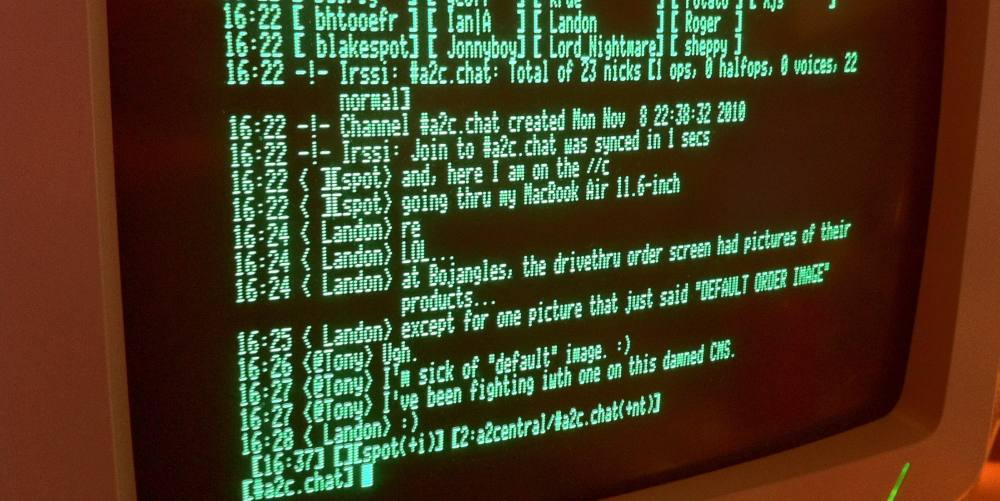 16:22 [ bhtooefr ] [ Ian|A ] [ Landon ] [ Roger ]
16:22 [ blakespot] [ Jonnyboy] [ Lord_Nightmare] [ sheppy ]
16:22 -!- Irssi: #a2c.chat: Total of 23 nicks [1 ops, 0 halfops, 0 voices, 22
normal]
16:22 -!- Channel #a2c.chat created Mon Nov 8 22:38:32 2010
16:22 -!- Irssi: Join to #a2c.chat was synced in 1 secs
16:22 < ][spot> and, here I am on the //c
16:22 < ][spot> going thru my MacBook Air 11.6-inch
16:24 < Landon> re
16:24 < Landon> LOL...
16:24 < Landon> at Bojangles, the drivethru order screen had pictures of their
products...
16:25 < Landon> except for one picture that just said "DEFAULT ORDER IMAGE"
16:26 <@Tony> Ugh.
16:27 <@Tony> I'm sick of "default" image. :)
16:27 <@Tony> I've been fighting iwth one on this damned CMS.
16:28 < Landon> :)
[16:37] [][spot(+i)] [2:a2central/#a2c.chat(+nt)]
[#a2c.chat]